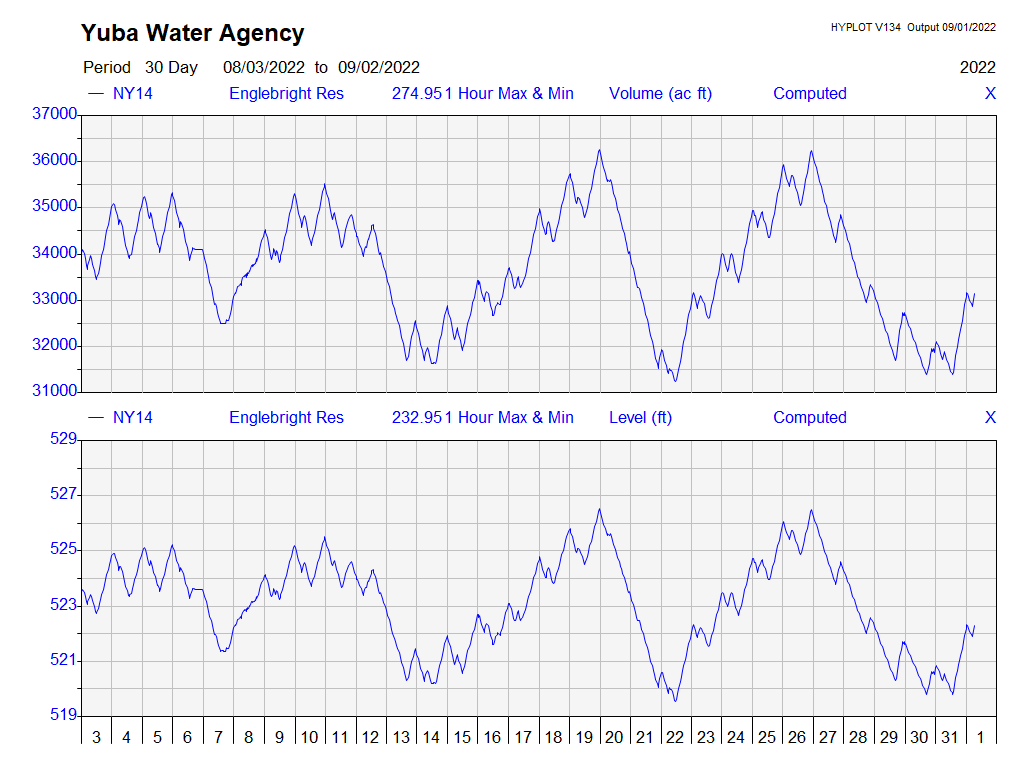 Yuba Water Agency
HYPLOT V134 Output 09/01/2022
Period 30 Day 08/03/2022 to 09/02/2022
2022
— NY14 Englebright Res 274.951 Hour Max & Min Volume (ac ft) Computed X
37000
36000
35000
34000
33000
32000
31000
— NY14 Englebright Res 232.951 Hour Max & Min Level (ft) Computed X
529
527
525
523
521
519
3 4 5 6 7 8 9 10 11 12 13 14 15 16 17 18 19 20 21 22 23 24 25 26 27 28 29 30 31 1